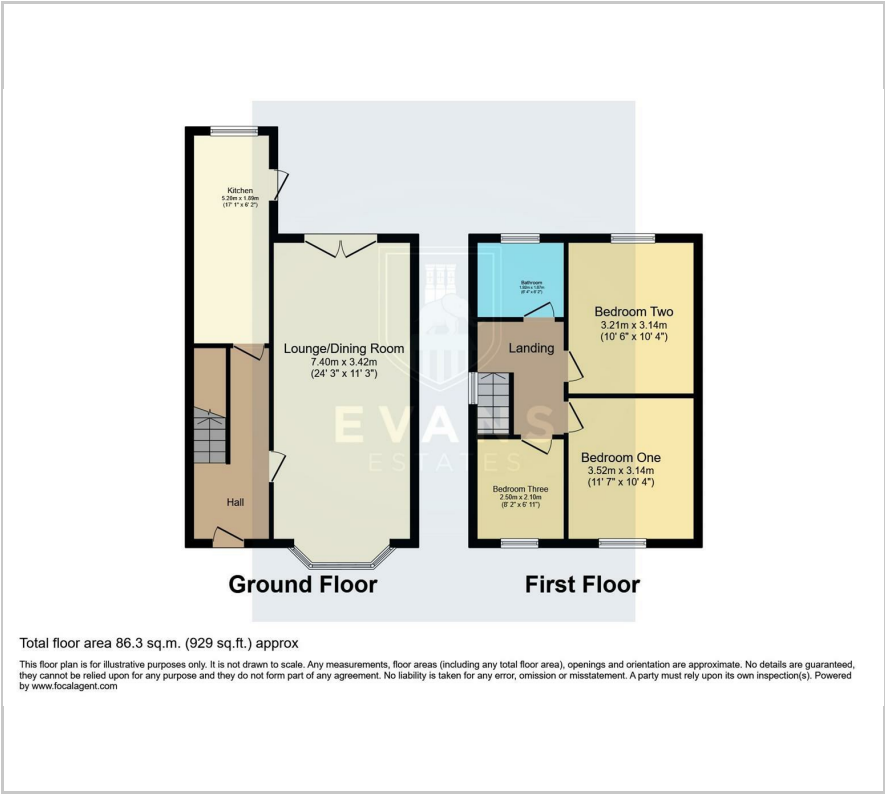 Kitchen
5.20m x 1.89m
(17' 1" x 6' 2")
Lounge/Dining Room
7.40m x 3.42m
(24' 3" x 11' 3")
Hall
Ground Floor
Bathroom
Bedroom Two
3.21m x 3.14m
(10' 6" x 10' 4")
Landing
Bedroom One
3.52m x 3.14m
(11' 7" x 10' 4")
Bedroom Three
2.50m x 2.10m
(8' 2" x 6' 11")
First Floor
EVANS
ESTATES
Total floor area 86.3 sq.m. (929 sq.ft.) approx
This floor plan is for illustrative purposes only. It is not drawn to scale. Any measurements, floor areas (including any total floor area), openings and orientation are approximate. No details are guaranteed,
they cannot be relied upon for any purpose and they do not form part of any agreement. No liability is taken for any error, omission or misstatement. A party must rely upon its own inspection(s). Powered
by www.focalagent.com